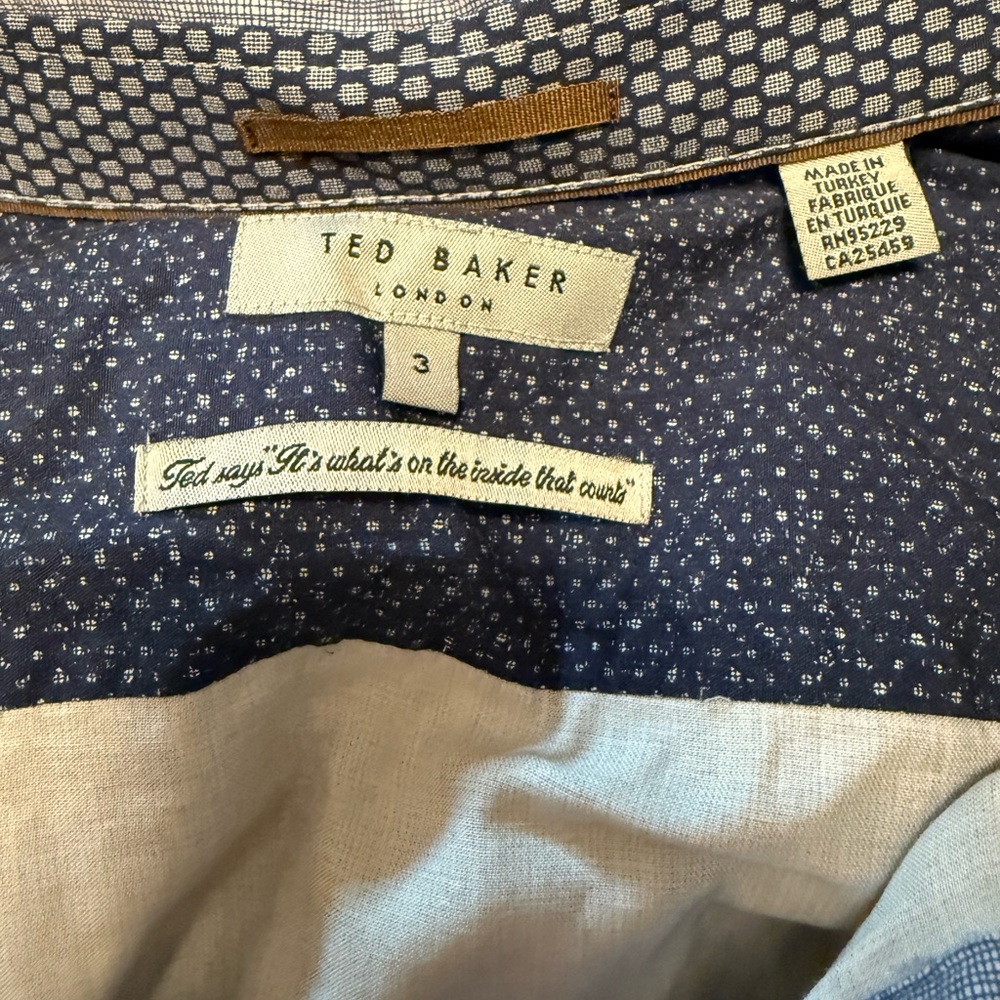 TED BAKER
LONDON
3
Ted says "It's what's on the inside that counts"
MADE IN
TURKEY
FABRIQUE
EN TURQUIE
RN95229
CA25459